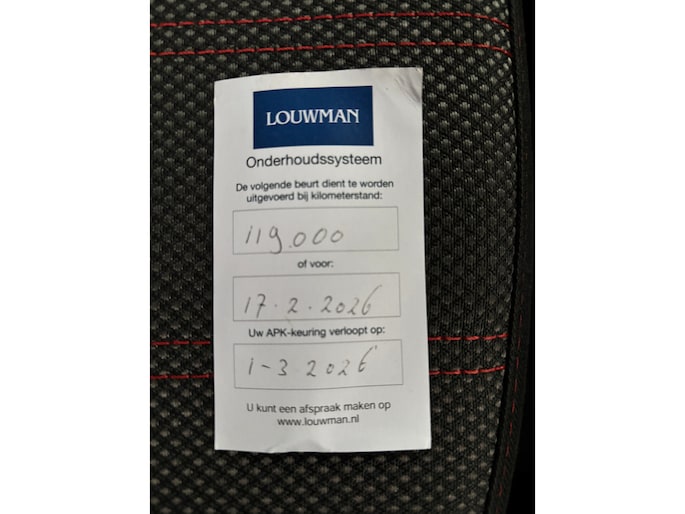 LOUWMAN
Onderhoudssysteem
De volgende beurt dient te worden
uitgevoerd bij kilometerstand:
119.000
of voor:
17.2.2026
Uw APK-keuring verloopt op:
1-3.2026
U kunt een afspraak maken op
www.louwman.nl